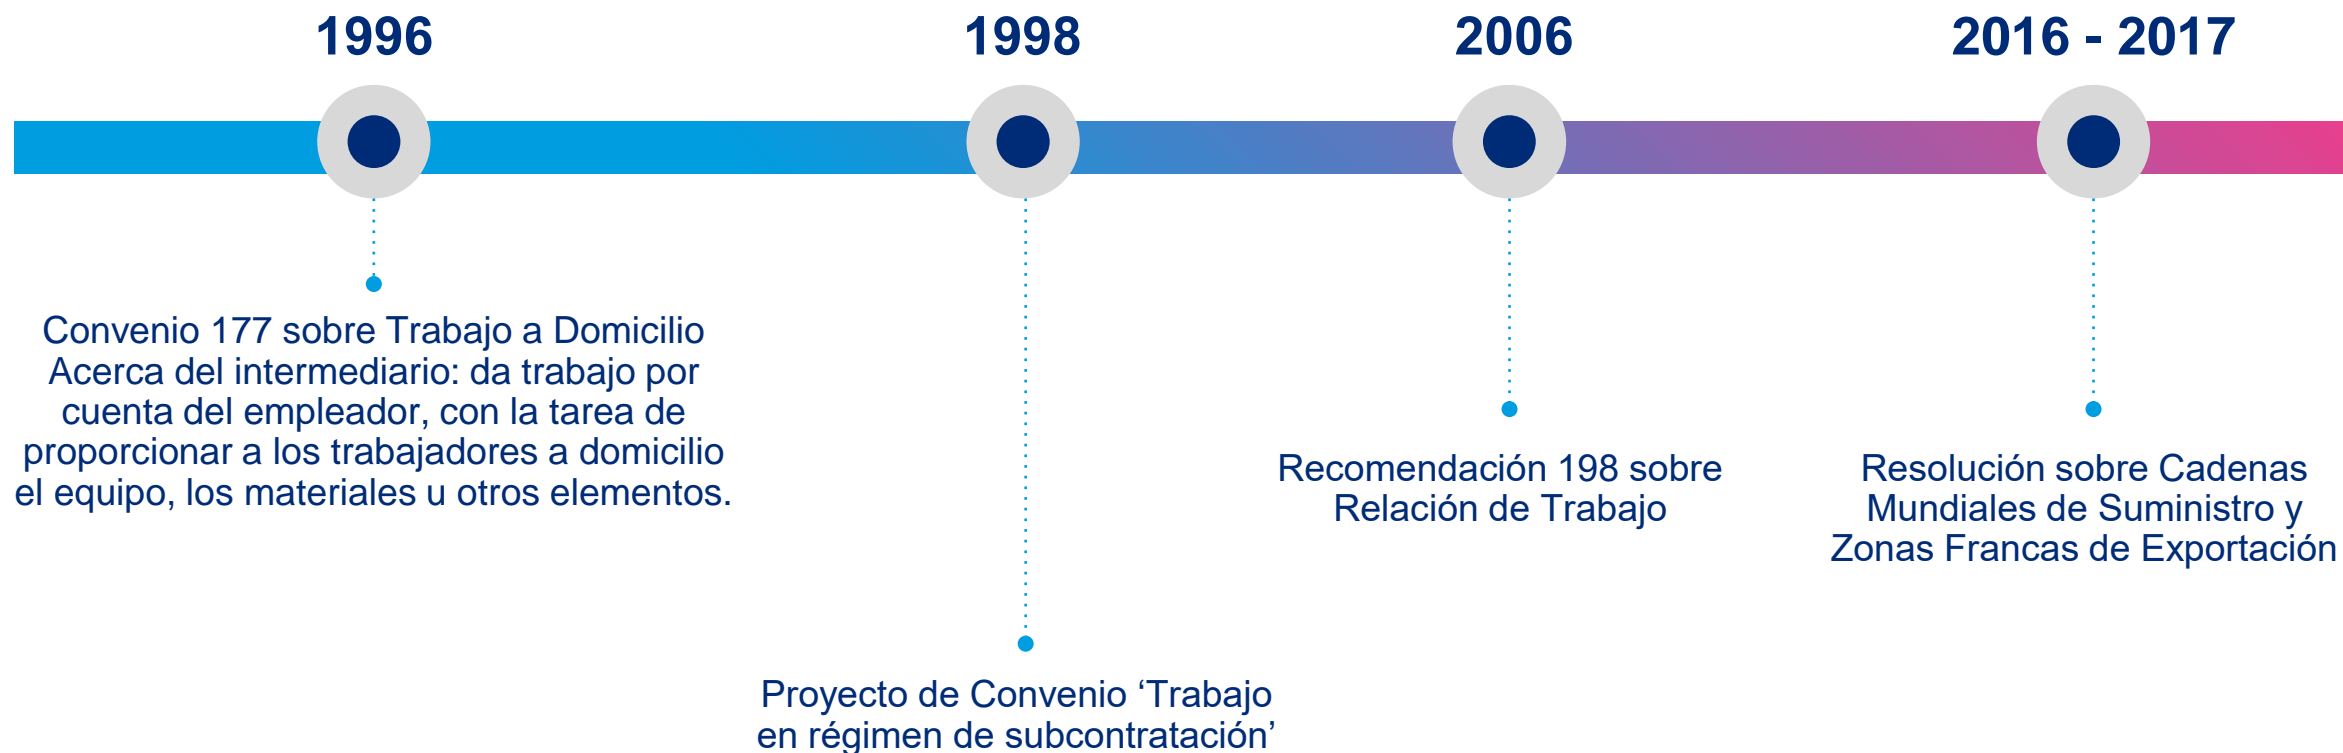 1996
Convenio 177 sobre Trabajo a Domicilio
Acerca del intermediario: da trabajo por
cuenta del empleador, con la tarea de
proporcionar a los trabajadores a domicilio
el equipo, los materiales u otros elementos.
1998
Proyecto de Convenio ‘Trabajo
en régimen de subcontratación’
2006
Recomendación 198 sobre
Relación de Trabajo
2016 - 2017
Resolución sobre Cadenas
Mundiales de Suministro y
Zonas Francas de Exportación